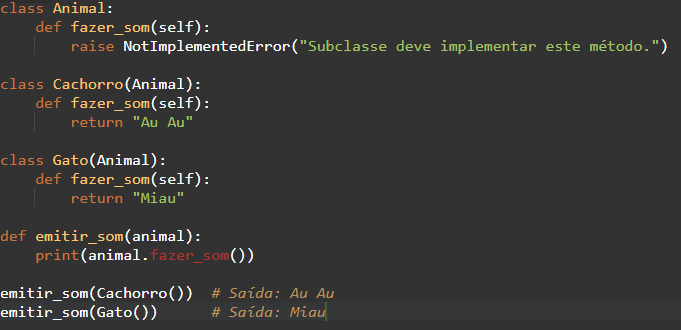 class Animal:
    def fazer_som(self):
        raise NotImplementedError("Subclasse deve implementar este método.")

class Cachorro(Animal):
    def fazer_som(self):
        return "Au Au"

class Gato(Animal):
    def fazer_som(self):
        return "Miau"

def emitir_som(animal):
    print(animal.fazer_som())

emitir_som(Cachorro())  # Saída: Au Au
emitir_som(Gato())      # Saída: Miau